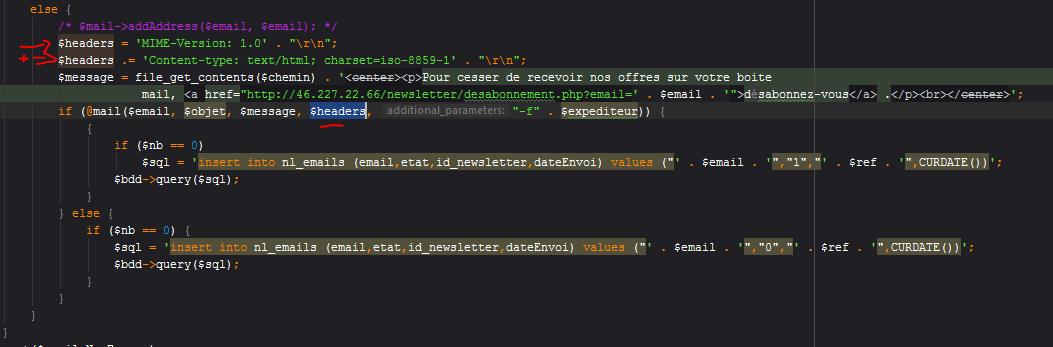 else {
/* $mail->addAddress($email, $email); */
$headers = 'MIME-Version: 1.0' . "\r\n";
+ $headers .= 'Content-type: text/html; charset=iso-8859-1' . "\r\n";
$message = file_get_contents($chemin) . '<center><p>Pour cesser de recevoir nos offres sur votre boite
mail, <a href="http://46.227.22.66/newsletter/desabonnement.php?email=' . $email . '">désabonnez-vous</a> .</p><br></center>';
if (@mail($email, $objet, $message, $headers, additional_parameters: "-f" . $expediteur)) {
{
if ($nb == 0)
$sql = 'insert into nl_emails (email,etat,id_newsletter,dateEnvoi) values ("' . $email . '","1","' . $ref . '",CURDATE())';
$bdd->query($sql);
}
} else {
if ($nb == 0) {
$sql = 'insert into nl_emails (email,etat,id_newsletter,dateEnvoi) values ("' . $email . '","0","' . $ref . '",CURDATE())';
$bdd->query($sql);
}
}
}
}